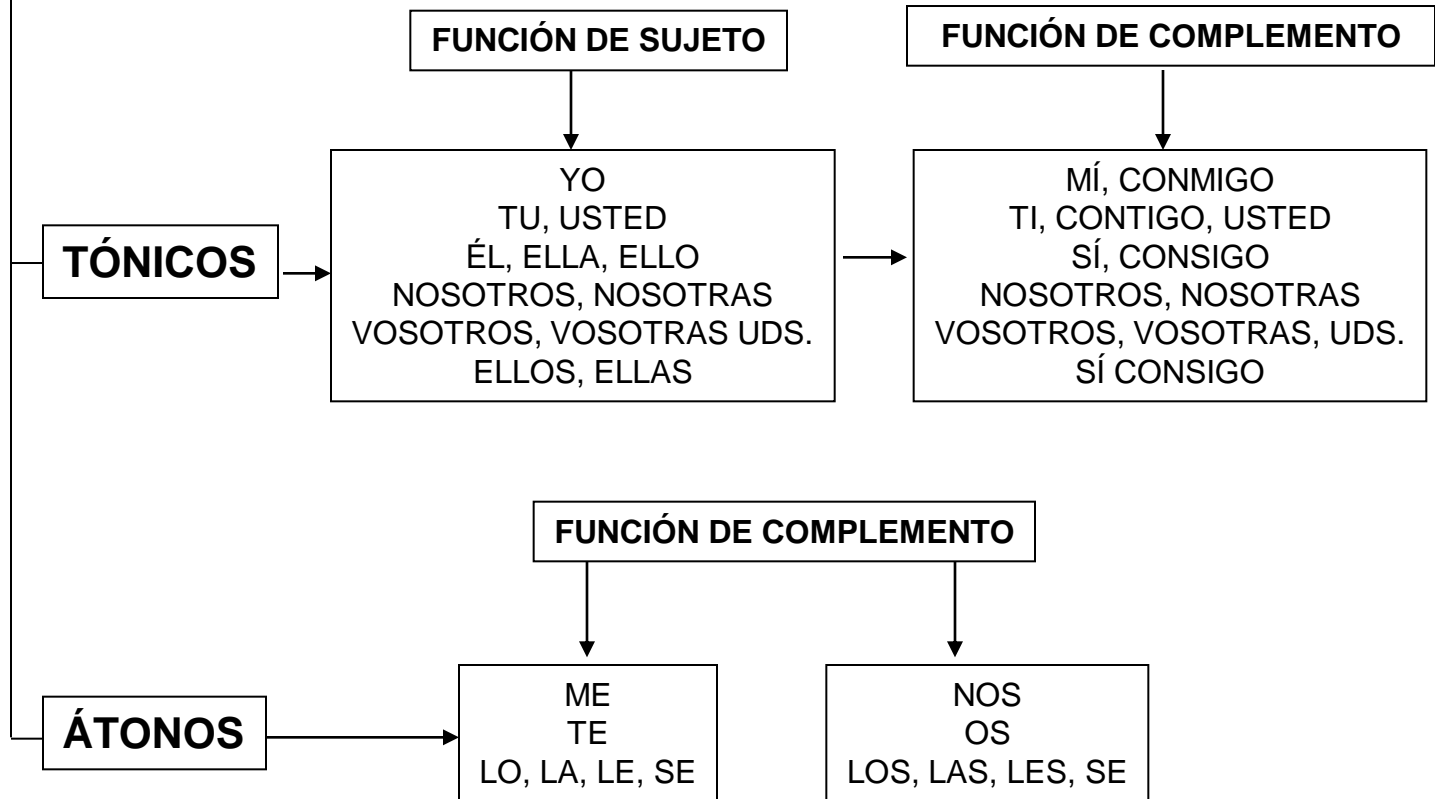 FUNCIÓN DE SUJETO
FUNCIÓN DE COMPLEMENTO
TÓNICOS
YO
TU, USTED
ÉL, ELLA, ELLO
NOSOTROS, NOSOTRAS
VOSOTROS, VOSOTRAS UDS.
ELLOS, ELLAS
MÍ, CONMIGO
TI, CONTIGO, USTED
SÍ, CONSIGO
NOSOTROS, NOSOTRAS
VOSOTROS, VOSOTRAS, UDS.
SÍ CONSIGO
FUNCIÓN DE COMPLEMENTO
ÁTONOS
ME
TE
LO, LA, LE, SE
NOS
OS
LOS, LAS, LES, SE